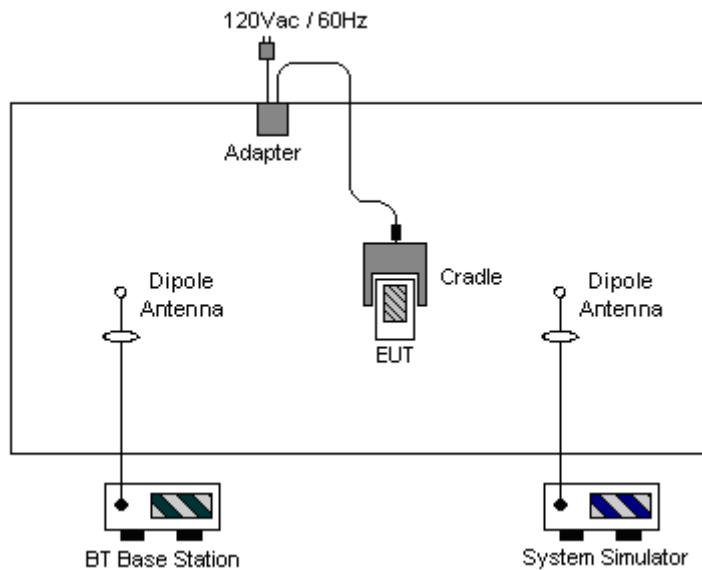 120Vac / 60Hz
Adapter
Dipole
Antenna
Cradle
Dipole
Antenna
EUT
BT Base Station
System Simulator